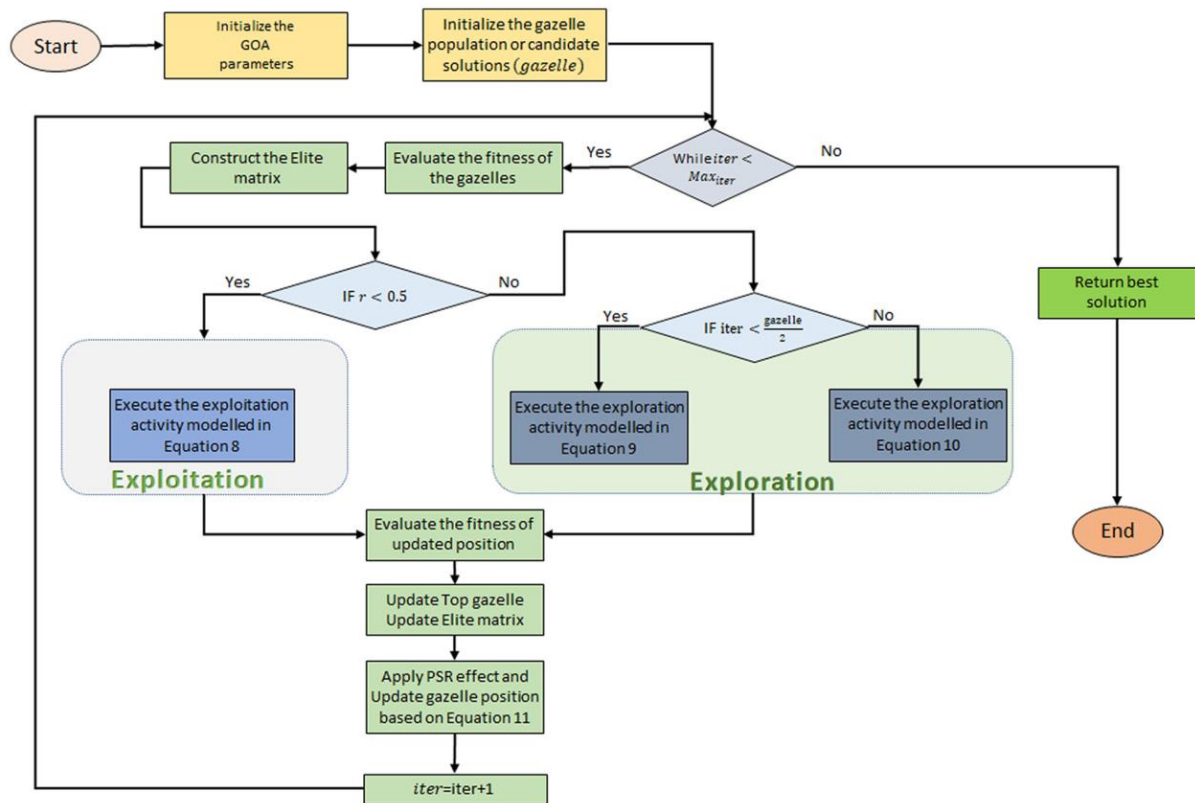 Start
Initialize the
GOA
parameters
Initialize the gazelle
population or candidate
solutions (gazelle)
While iter <
Max_iter
Yes
No
Evaluate the fitness of
the gazelles
Construct the Elite
matrix
IF r < 0.5
Yes
No
IF iter < gazelle/2
Yes
No
Return best
solution
Execute the exploitation
activity modelled in
Equation 8
Exploitation
Execute the exploration
activity modelled in
Equation 9
Execute the exploration
activity modelled in
Equation 10
Exploration
End
Evaluate the fitness of
updated position
Update Top gazelle
Update Elite matrix
Apply PSR effect and
Update gazelle position
based on Equation 11
iter=iter+1